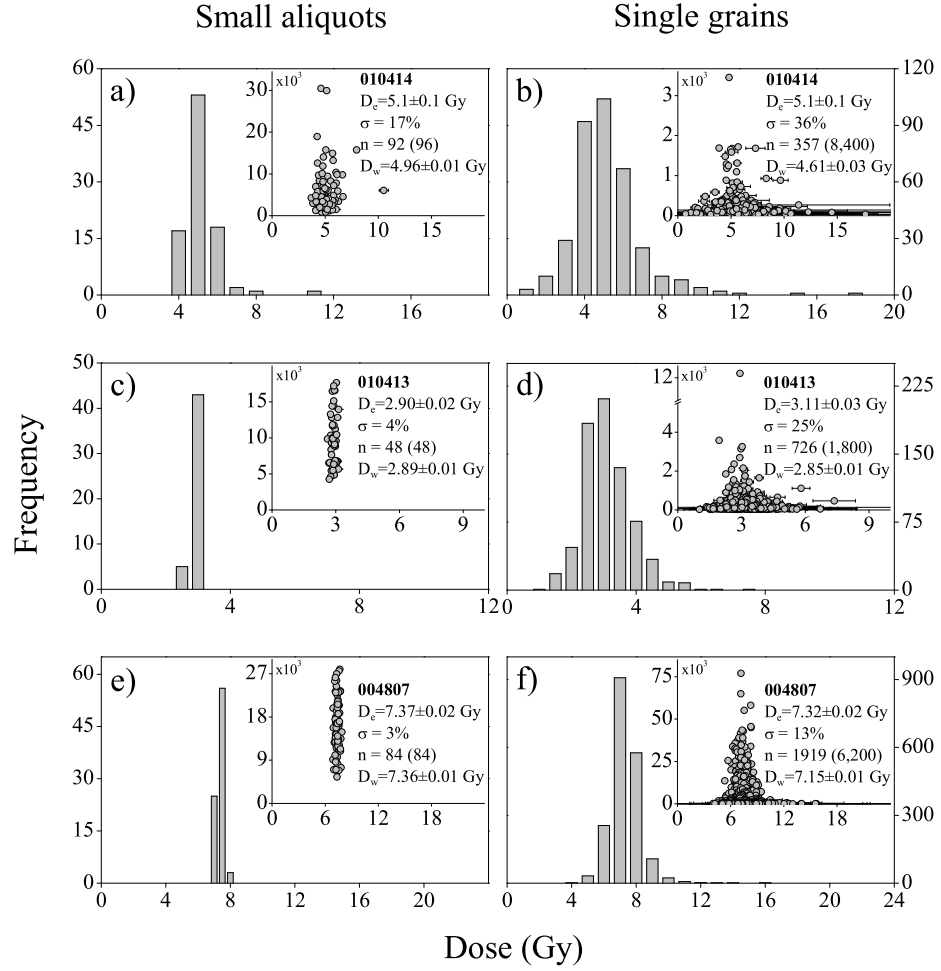 Small aliquots
Single grains
a)
60
45
30
15
0
0 4 8 12 16
x10³
30
20
10
0
0 5 10 15
010414
Dₑ=5.1±0.1 Gy
σ = 17%
n = 92 (96)
D_w=4.96±0.01 Gy
b)
120
90
60
30
0
0 4 8 12 16 20
x10³
3
2
1
0
0 5 10 15
010414
Dₑ=5.1±0.1 Gy
σ = 36%
n = 357 (8,400)
D_w=4.61±0.03 Gy
c)
50
40
30
20
10
0
0 4 8 12
x10³
15
10
5
0
0 3 6 9
010413
Dₑ=2.90±0.02 Gy
σ = 4%
n = 48 (48)
D_w=2.89±0.01 Gy
d)
225
150
75
0
0 4 8 12
x10³
12
4
2
0
0 3 6 9
010413
Dₑ=3.11±0.03 Gy
σ = 25%
n = 726 (1,800)
D_w=2.85±0.01 Gy
e)
60
45
30
15
0
0 4 8 12 16 20
x10³
27
18
9
0
0 6 12 18
004807
Dₑ=7.37±0.02 Gy
σ = 3%
n = 84 (84)
D_w=7.36±0.01 Gy
f)
900
600
300
0
0 4 8 12 16 20 24
x10³
75
50
25
0
0 6 12 18
004807
Dₑ=7.32±0.02 Gy
σ = 13%
n = 1919 (6,200)
D_w=7.15±0.01 Gy
Frequency
Dose (Gy)